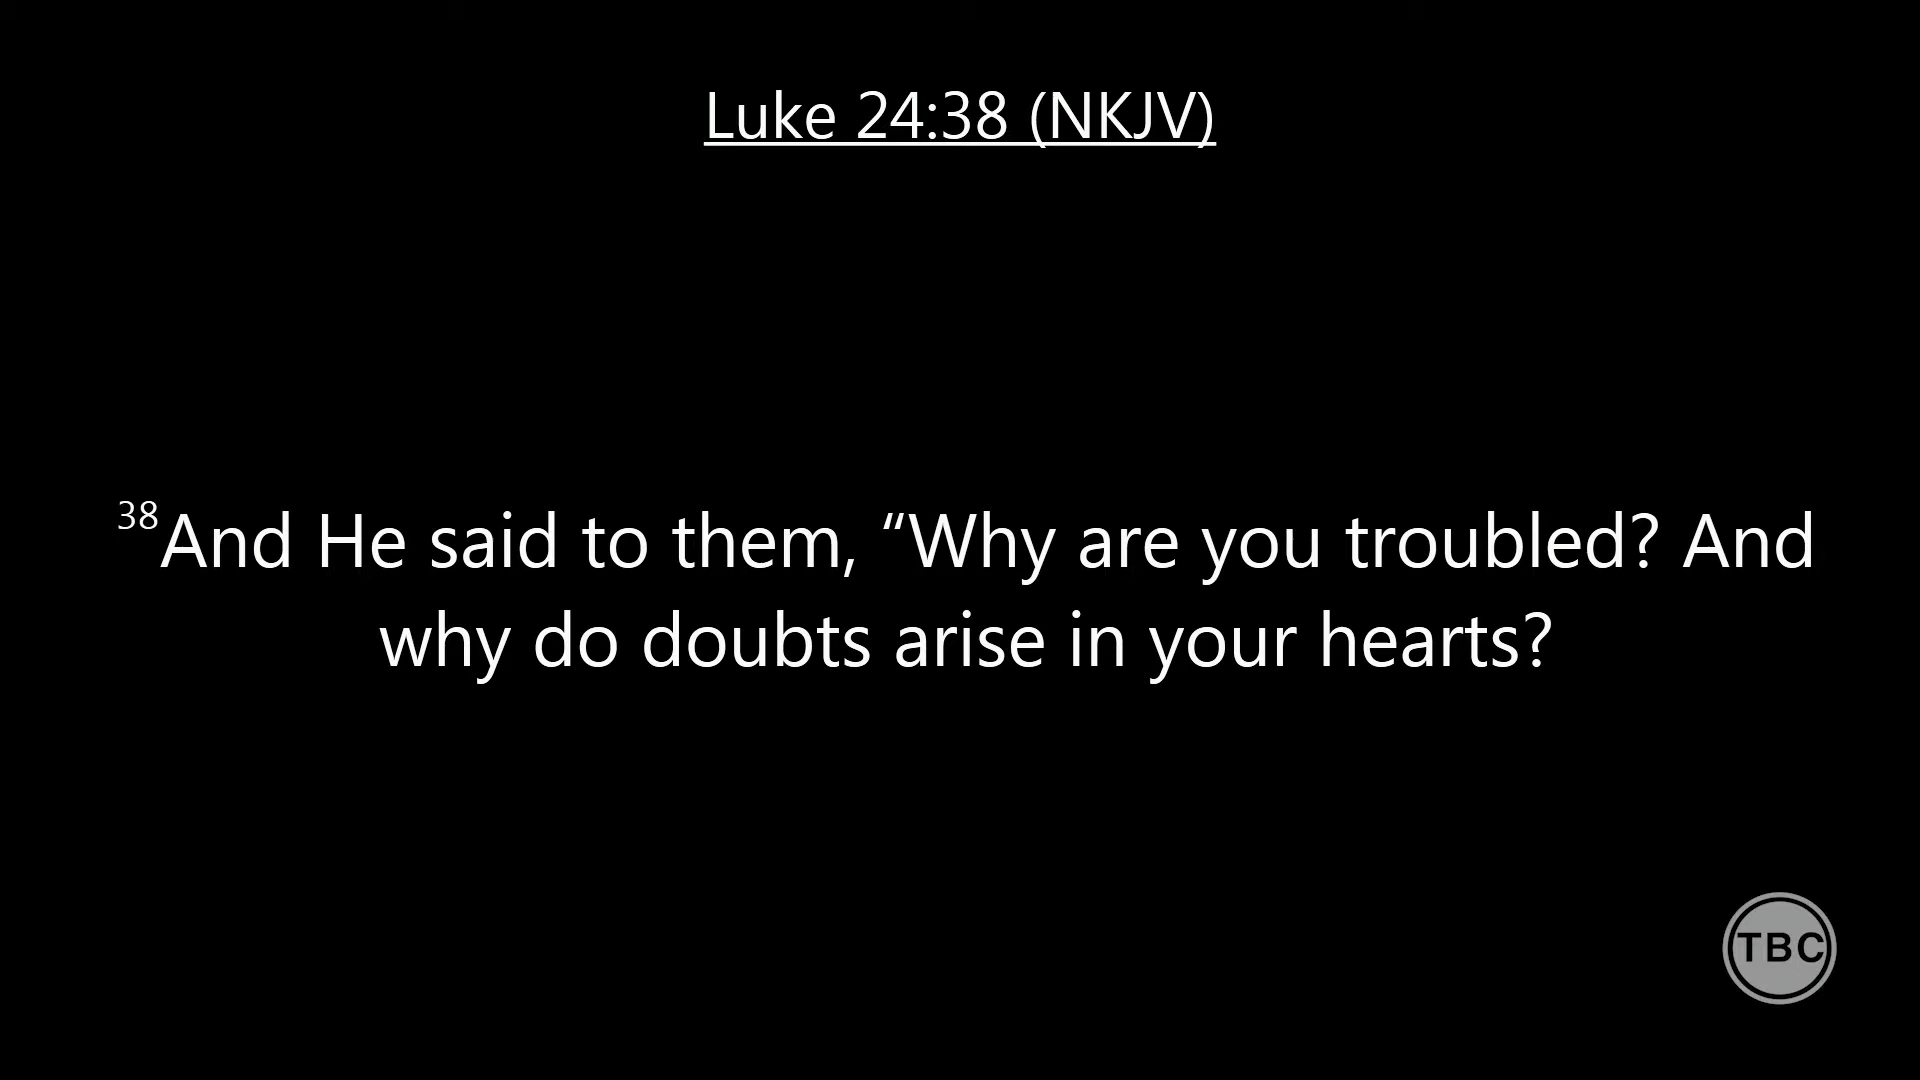 Luke 24:38 (NKJV)
38And He said to them, “Why are you troubled? And
why do doubts arise in your hearts?
TBC